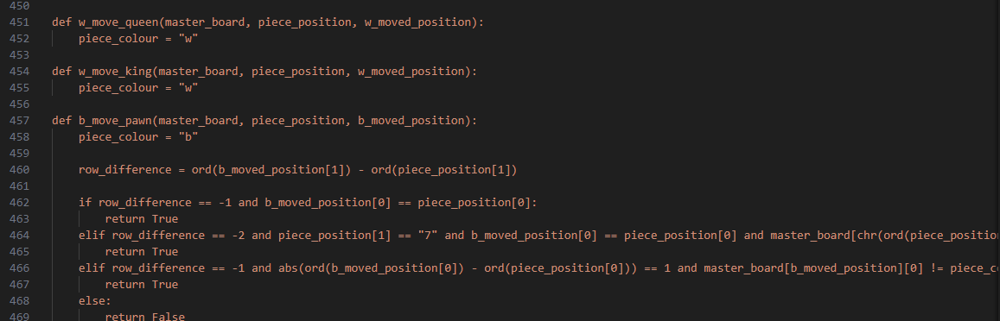 450
451 def w_move_queen(master_board, piece_position, w_moved_position):
452 piece_colour = "w"
453
454 def w_move_king(master_board, piece_position, w_moved_position):
455 piece_colour = "w"
456
457 def b_move_pawn(master_board, piece_position, b_moved_position):
458 piece_colour = "b"
459
460 row_difference = ord(b_moved_position[1]) - ord(piece_position[1])
461
462 if row_difference == -1 and b_moved_position[0] == piece_position[0]:
463 return True
464 elif row_difference == -2 and piece_position[1] == "7" and b_moved_position[0] == piece_position[0] and master_board[chr(ord(piece_positio
465 return True
466 elif row_difference == -1 and abs(ord(b_moved_position[0]) - ord(piece_position[0])) == 1 and master_board[b_moved_position][0] != piece_c
467 return True
468 else:
469 return False